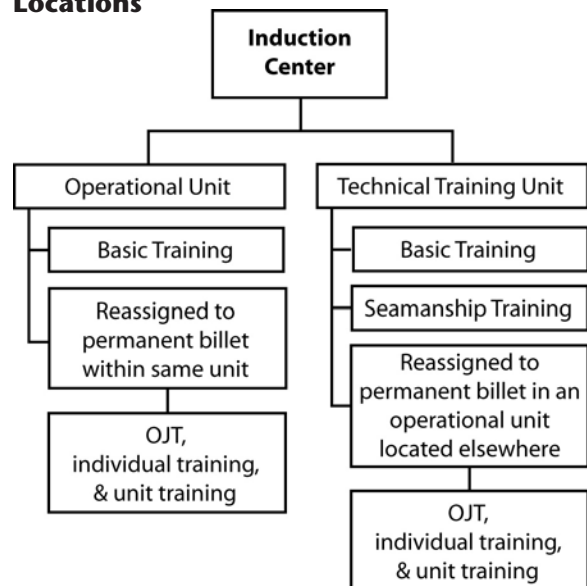 Locations
Induction
Center
Operational Unit
Basic Training
Reassigned to
permanent billet
within same unit
OJT,
individual training,
& unit training
Technical Training Unit
Basic Training
Seamanship Training
Reassigned to
permanent billet in an
operational unit
located elsewhere
OJT,
individual training,
& unit training